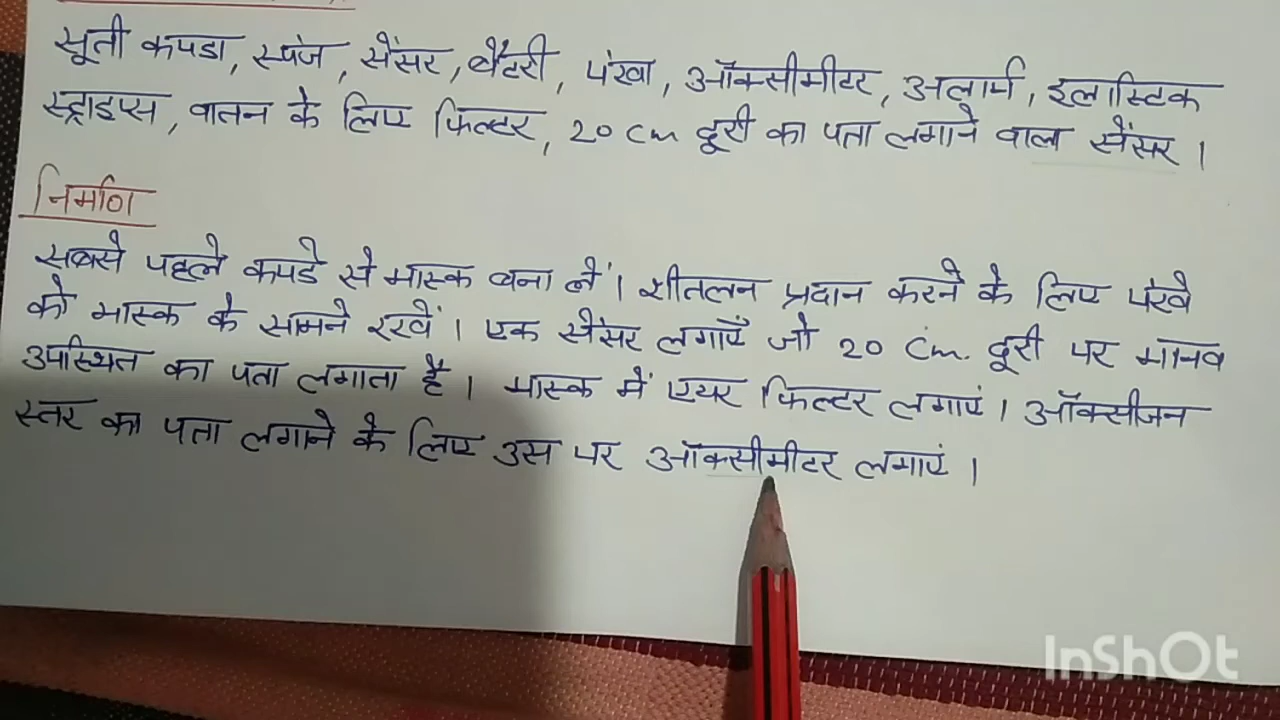 सूती कपडा, स्पंज, सेंसर, बैटरी, पंखा, ऑक्सीमीटर, अलार्म, इलास्टिक
स्ट्राइप्स, वातन के लिए फिल्टर, 20 cm दूरी का पता लगाने वाला सेंसर।
निर्माण
सबसे पहले कपडे से मास्क बना लें। शीतलन प्रदान करने के लिए पंखे
को मास्क के सामने रखें। एक सेंसर लगाएँ जो 20 cm. दूरी पर मानव
उपस्थित का पता लगाता है। मास्क में एयर फिल्टर लगाएं। ऑक्सीजन
स्तर का पता लगाने के लिए उस पर ऑक्सीमीटर लगाएं।
InShOt